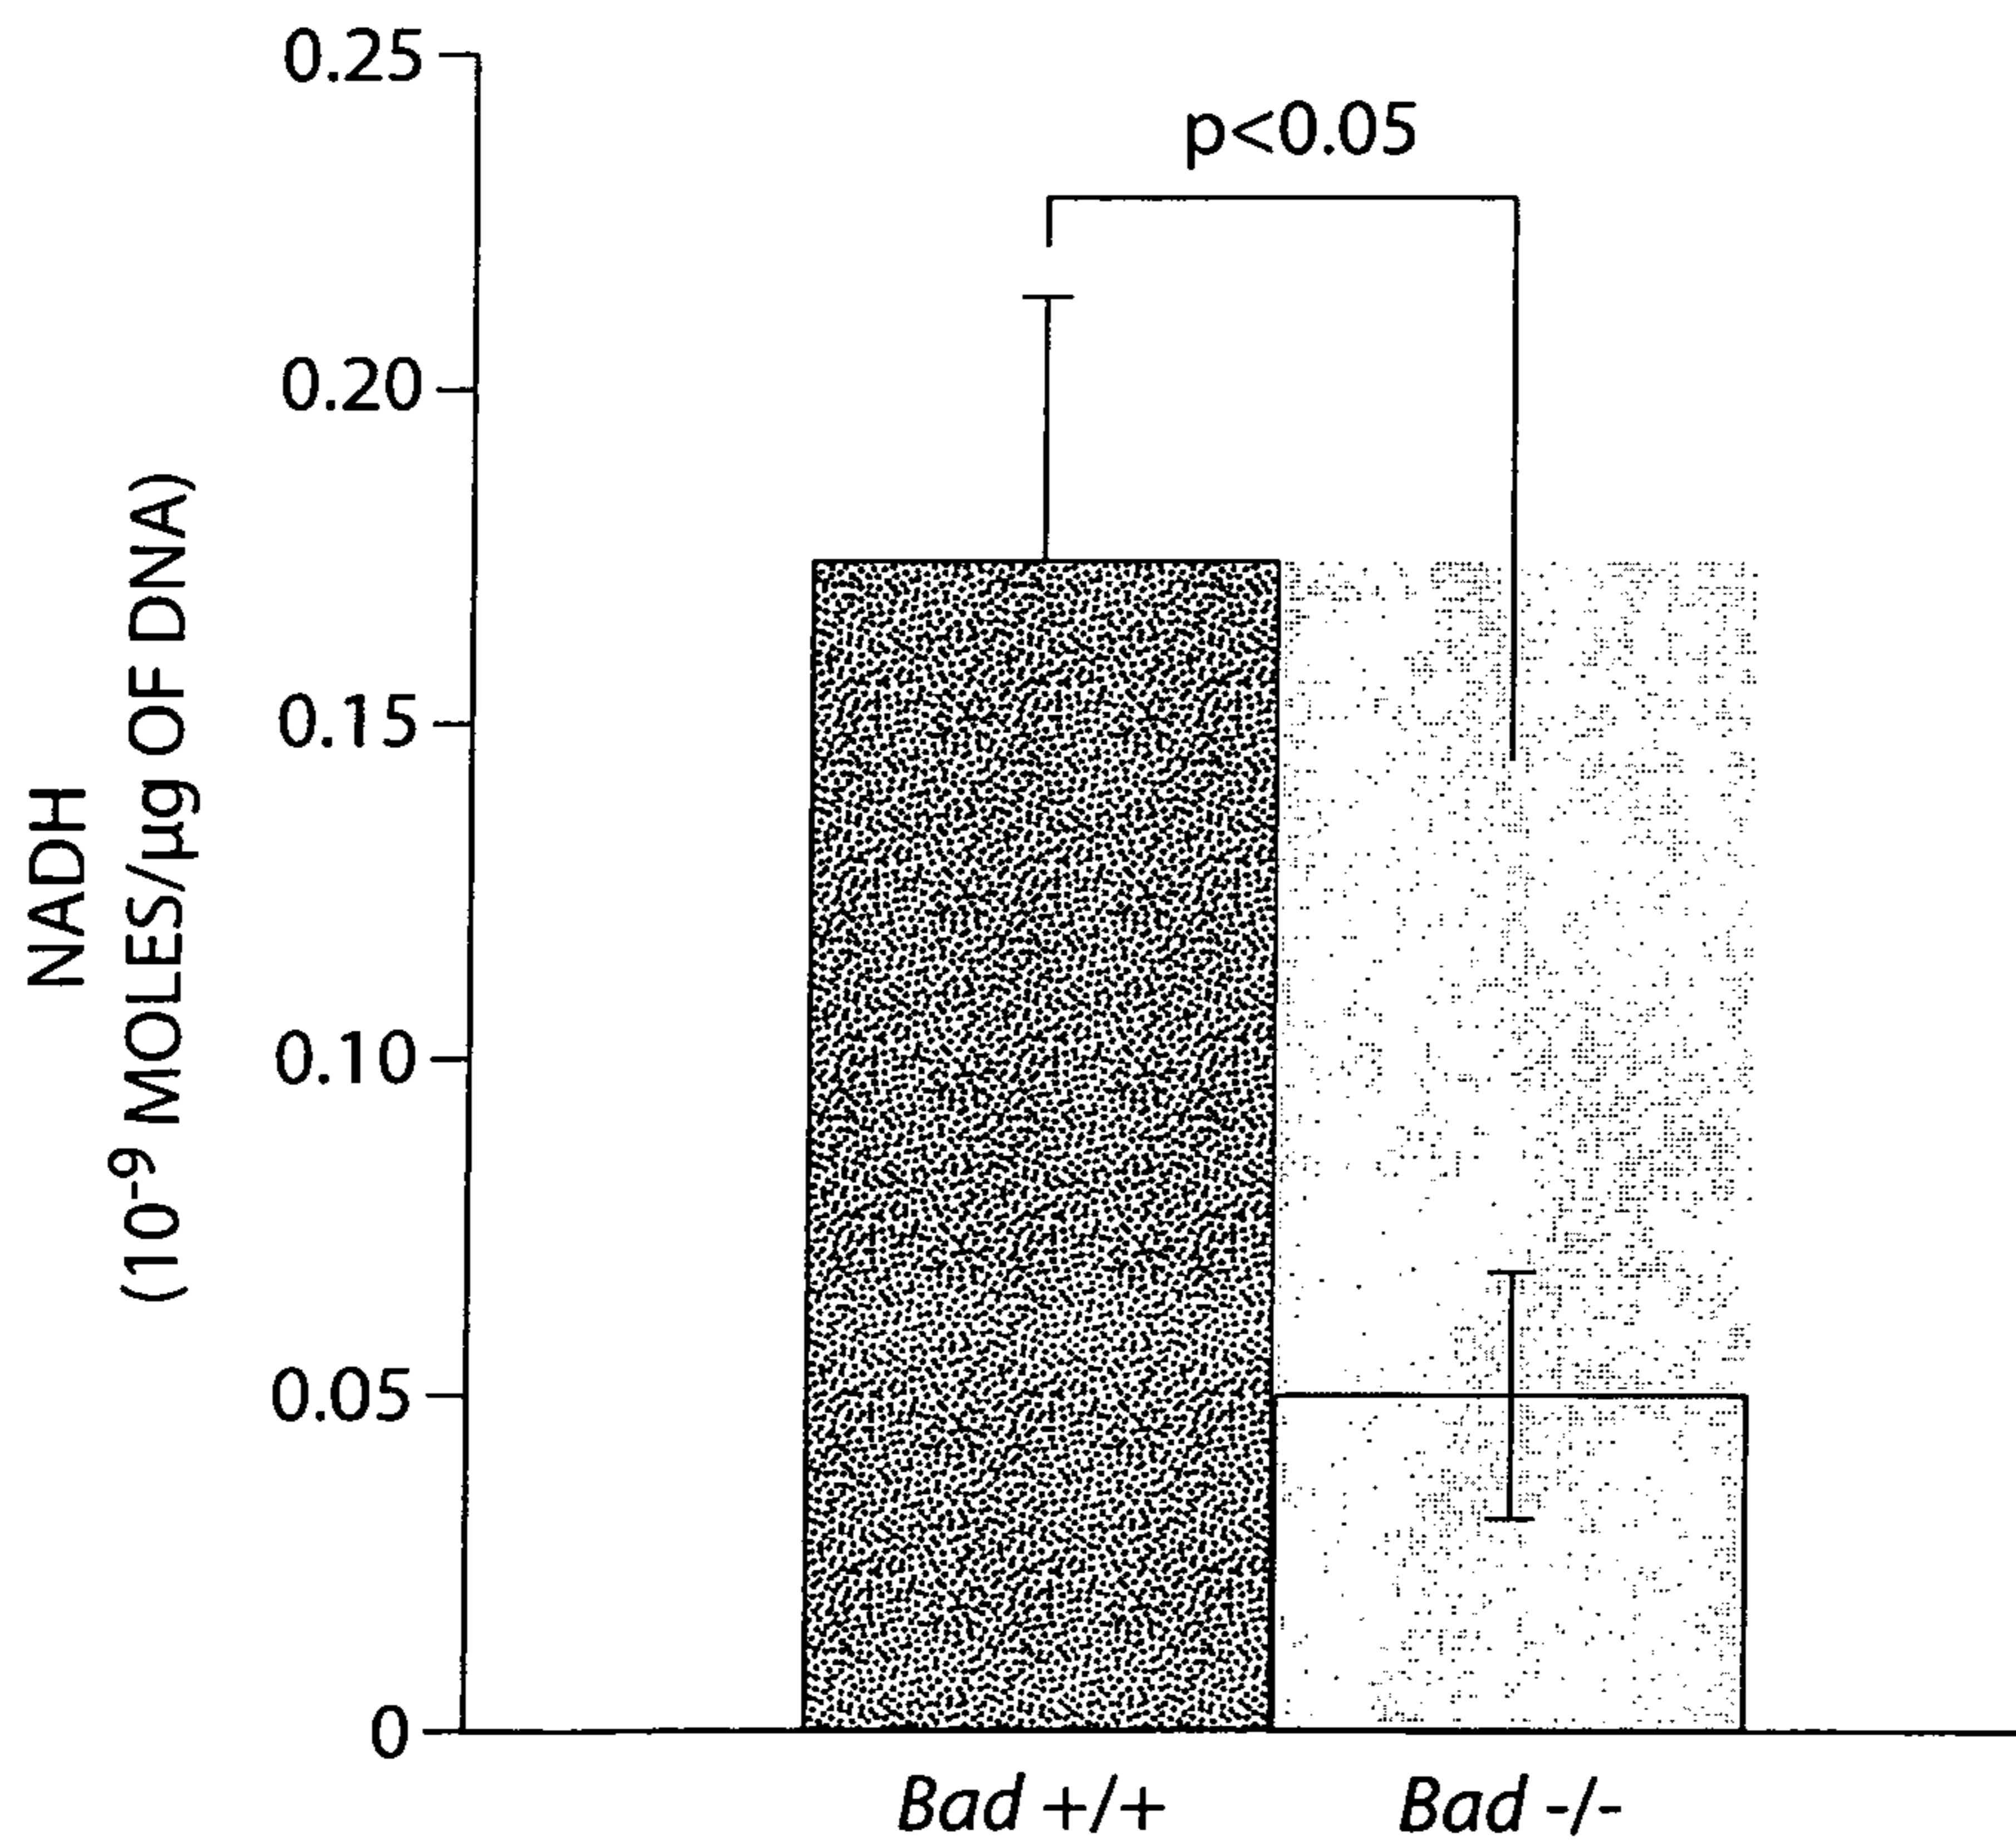 0.25
p<0.05
0.20
0.15
0.10
0.05
0
NADH
(10⁻⁹ MOLES/µg OF DNA)
Bad +/+
Bad -/-